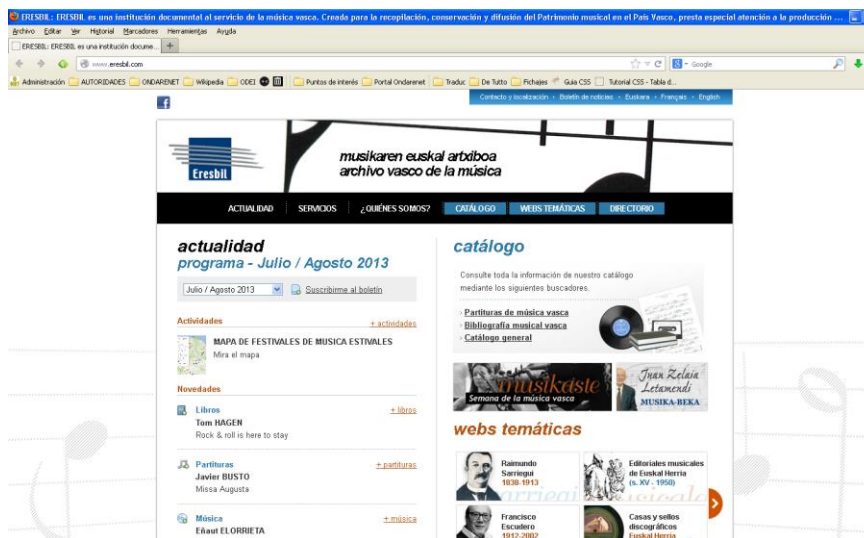 ERESBIL: ERESBIL es una institución documental al servicio de la música vasca. Creada para la recopilación, conservación y difusión del Patrimonio musical en el País Vasco, presta especial atención a la producción ...
Archivo Editar Ver Historial Marcadores Herramientas Ayuda
ERESBIL: ERESBIL es una institución docume... +
www.eresbil.com
Google
Administración AUTORIDADES ONDARENET Wikipedia ODEI Puntos de interés Portal Ondarenet Traduc De Tutto Fichajes Guia CSS Tutorial CSS - Tabla d...
Contacto y localización • Boletín de noticias • Euskara • Français • English
Eresbil
musikaren euskal artxiboa
archivo vasco de la música
ACTUALIDAD SERVICIOS ¿QUIÉNES SOMOS? CATÁLOGO WEBS TEMÁTICAS DIRECTORIO
actualidad
programa - Julio / Agosto 2013
Julio / Agosto 2013 Suscribirme al boletín
Actividades + actividades
MAPA DE FESTIVALES DE MUSICA ESTIVALES
Mira el mapa
Novedades
Libros + libros
Tom HAGEN
Rock & roll is here to stay
Partituras + partituras
Javier BUSTO
Missa Augusta
Música + música
Eñaut ELORRIETA
catálogo
Consulte toda la información de nuestro catálogo
mediante los siguientes buscadores.
› Partituras de música vasca
› Bibliografía musical vasca
› Catálogo general
musikaste
Semana de la música vasca
Juan Zelaia
Letamendi
MUSIKA-BEKA
webs temáticas
Raimundo
Sarriegui
1838-1913
Editoriales musicales
de Euskal Herria
(s. XV - 1950)
Francisco
Escudero
1912-2002
Casas y sellos
discográficos
Euskal Herria